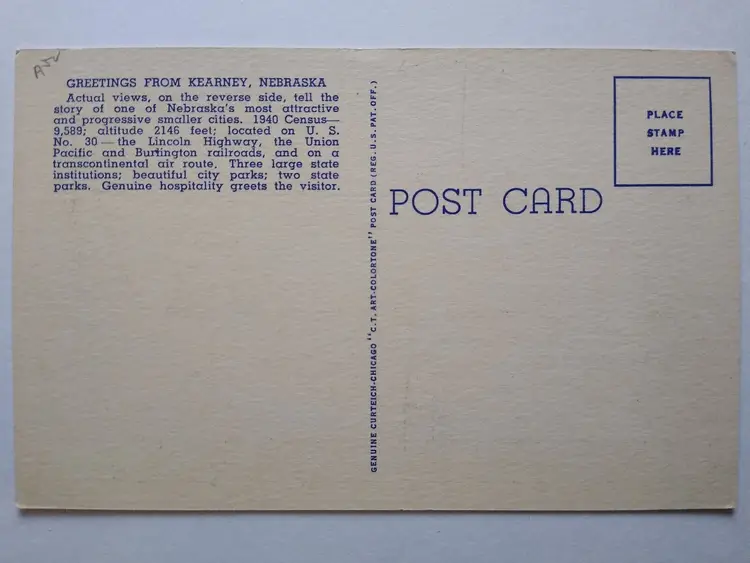 GREETINGS FROM KEARNEY, NEBRASKA
Actual views, on the reverse side, tell the
story of one of Nebraska's most attractive
and progressive smaller cities. 1940 Census—
9,589; altitude 2146 feet; located on U. S.
No. 30 — the Lincoln Highway, the Union
Pacific and Burlington railroads, and on a
transcontinental air route. Three large state
institutions; beautiful city parks; two state
parks. Genuine hospitality greets the visitor.
GENUINE CURTEICH-CHICAGO "C.T. ART-COLORTONE" POST CARD (REG. U.S. PAT. OFF.)
POST CARD
PLACE
STAMP
HERE